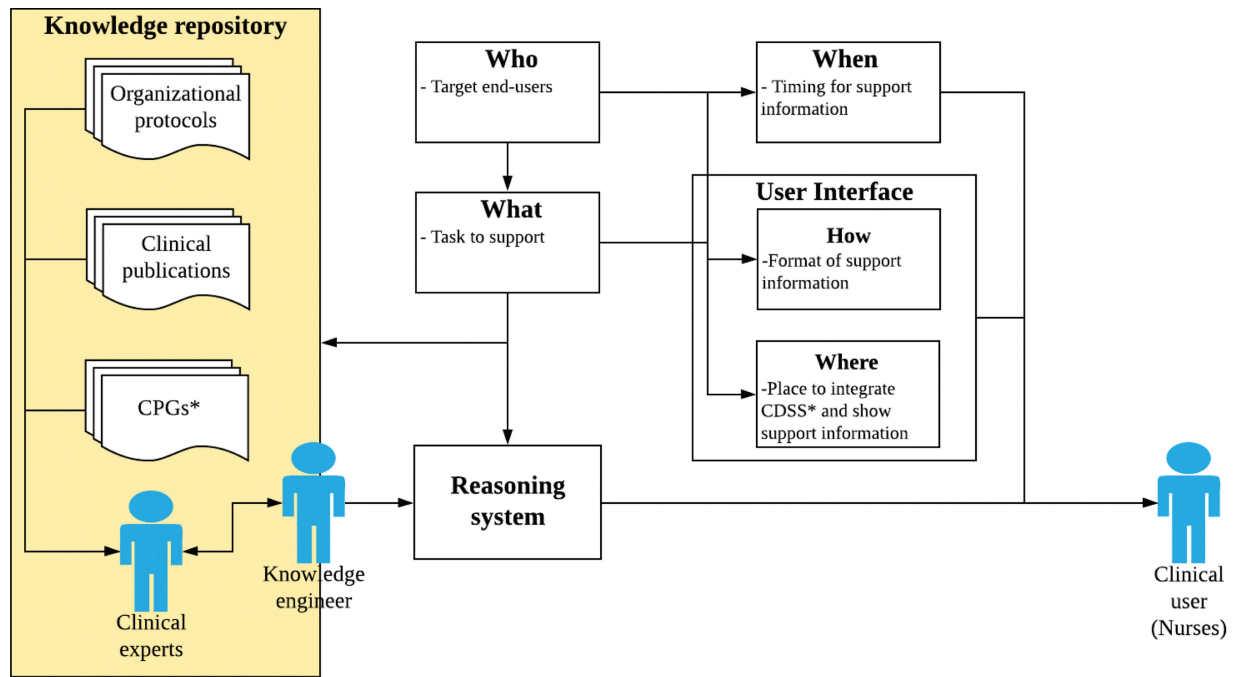 Knowledge repository
Organizational
protocols
Clinical
publications
CPGs*
Clinical
experts
Knowledge
engineer
Who
- Target end-users
What
- Task to support
Reasoning
system
When
- Timing for support
information
User Interface
How
-Format of support
information
Where
-Place to integrate
CDSS* and show
support information
Clinical
user
(Nurses)